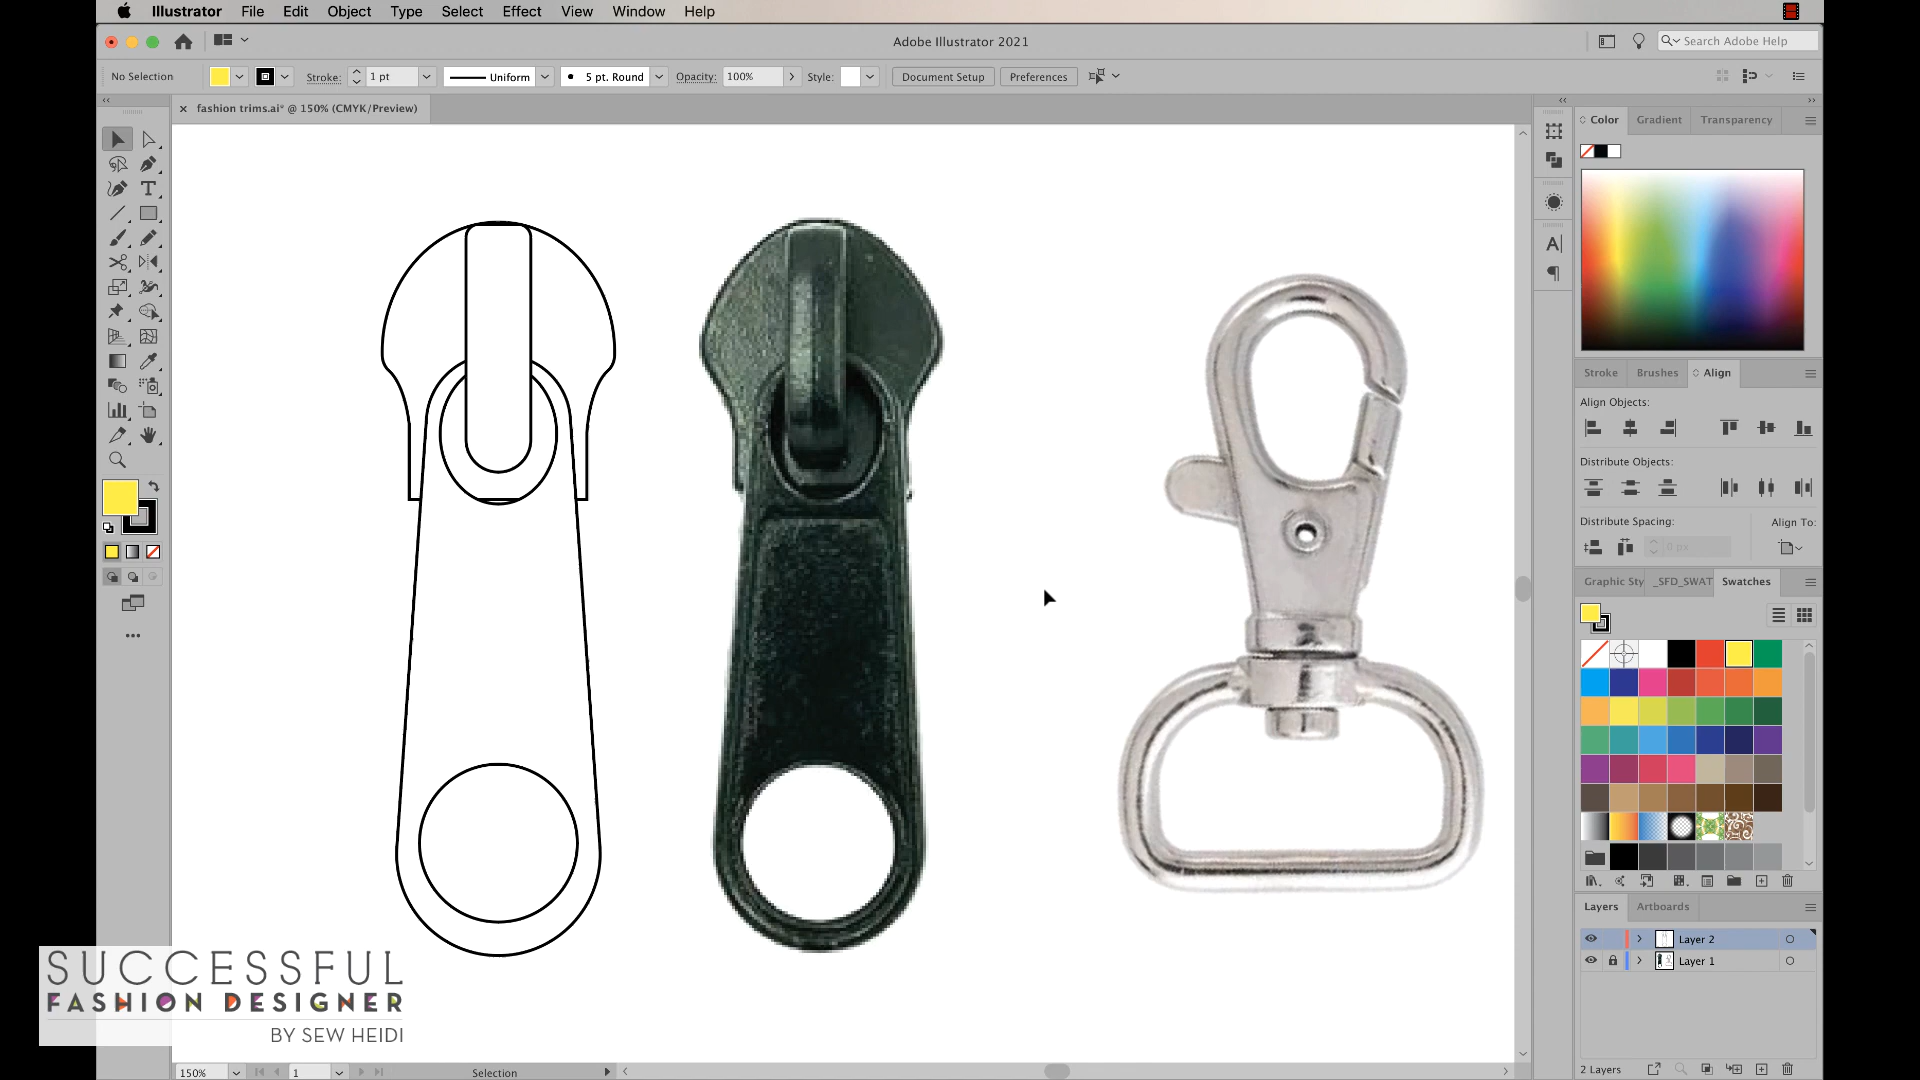 Illustrator File Edit Object Type Select Effect View Window Help
Adobe Illustrator 2021
Search Adobe Help
No Selection
Stroke: 1 pt
Uniform
5 pt. Round
Opacity: 100%
Style:
Document Setup
Preferences
fashion trims.ai* @ 150% (CMYK/Preview)
Color Gradient Transparency
Stroke Brushes Align
Align Objects:
Distribute Objects:
Distribute Spacing:
Align To:
0 px
Graphic Sty _SFD_SWAT Swatches
Layers Artboards
Layer 2
Layer 1
SUCCESSFUL
FASHION DESIGNER
BY SEW HEIDI
150%
1
Selection
2 Layers